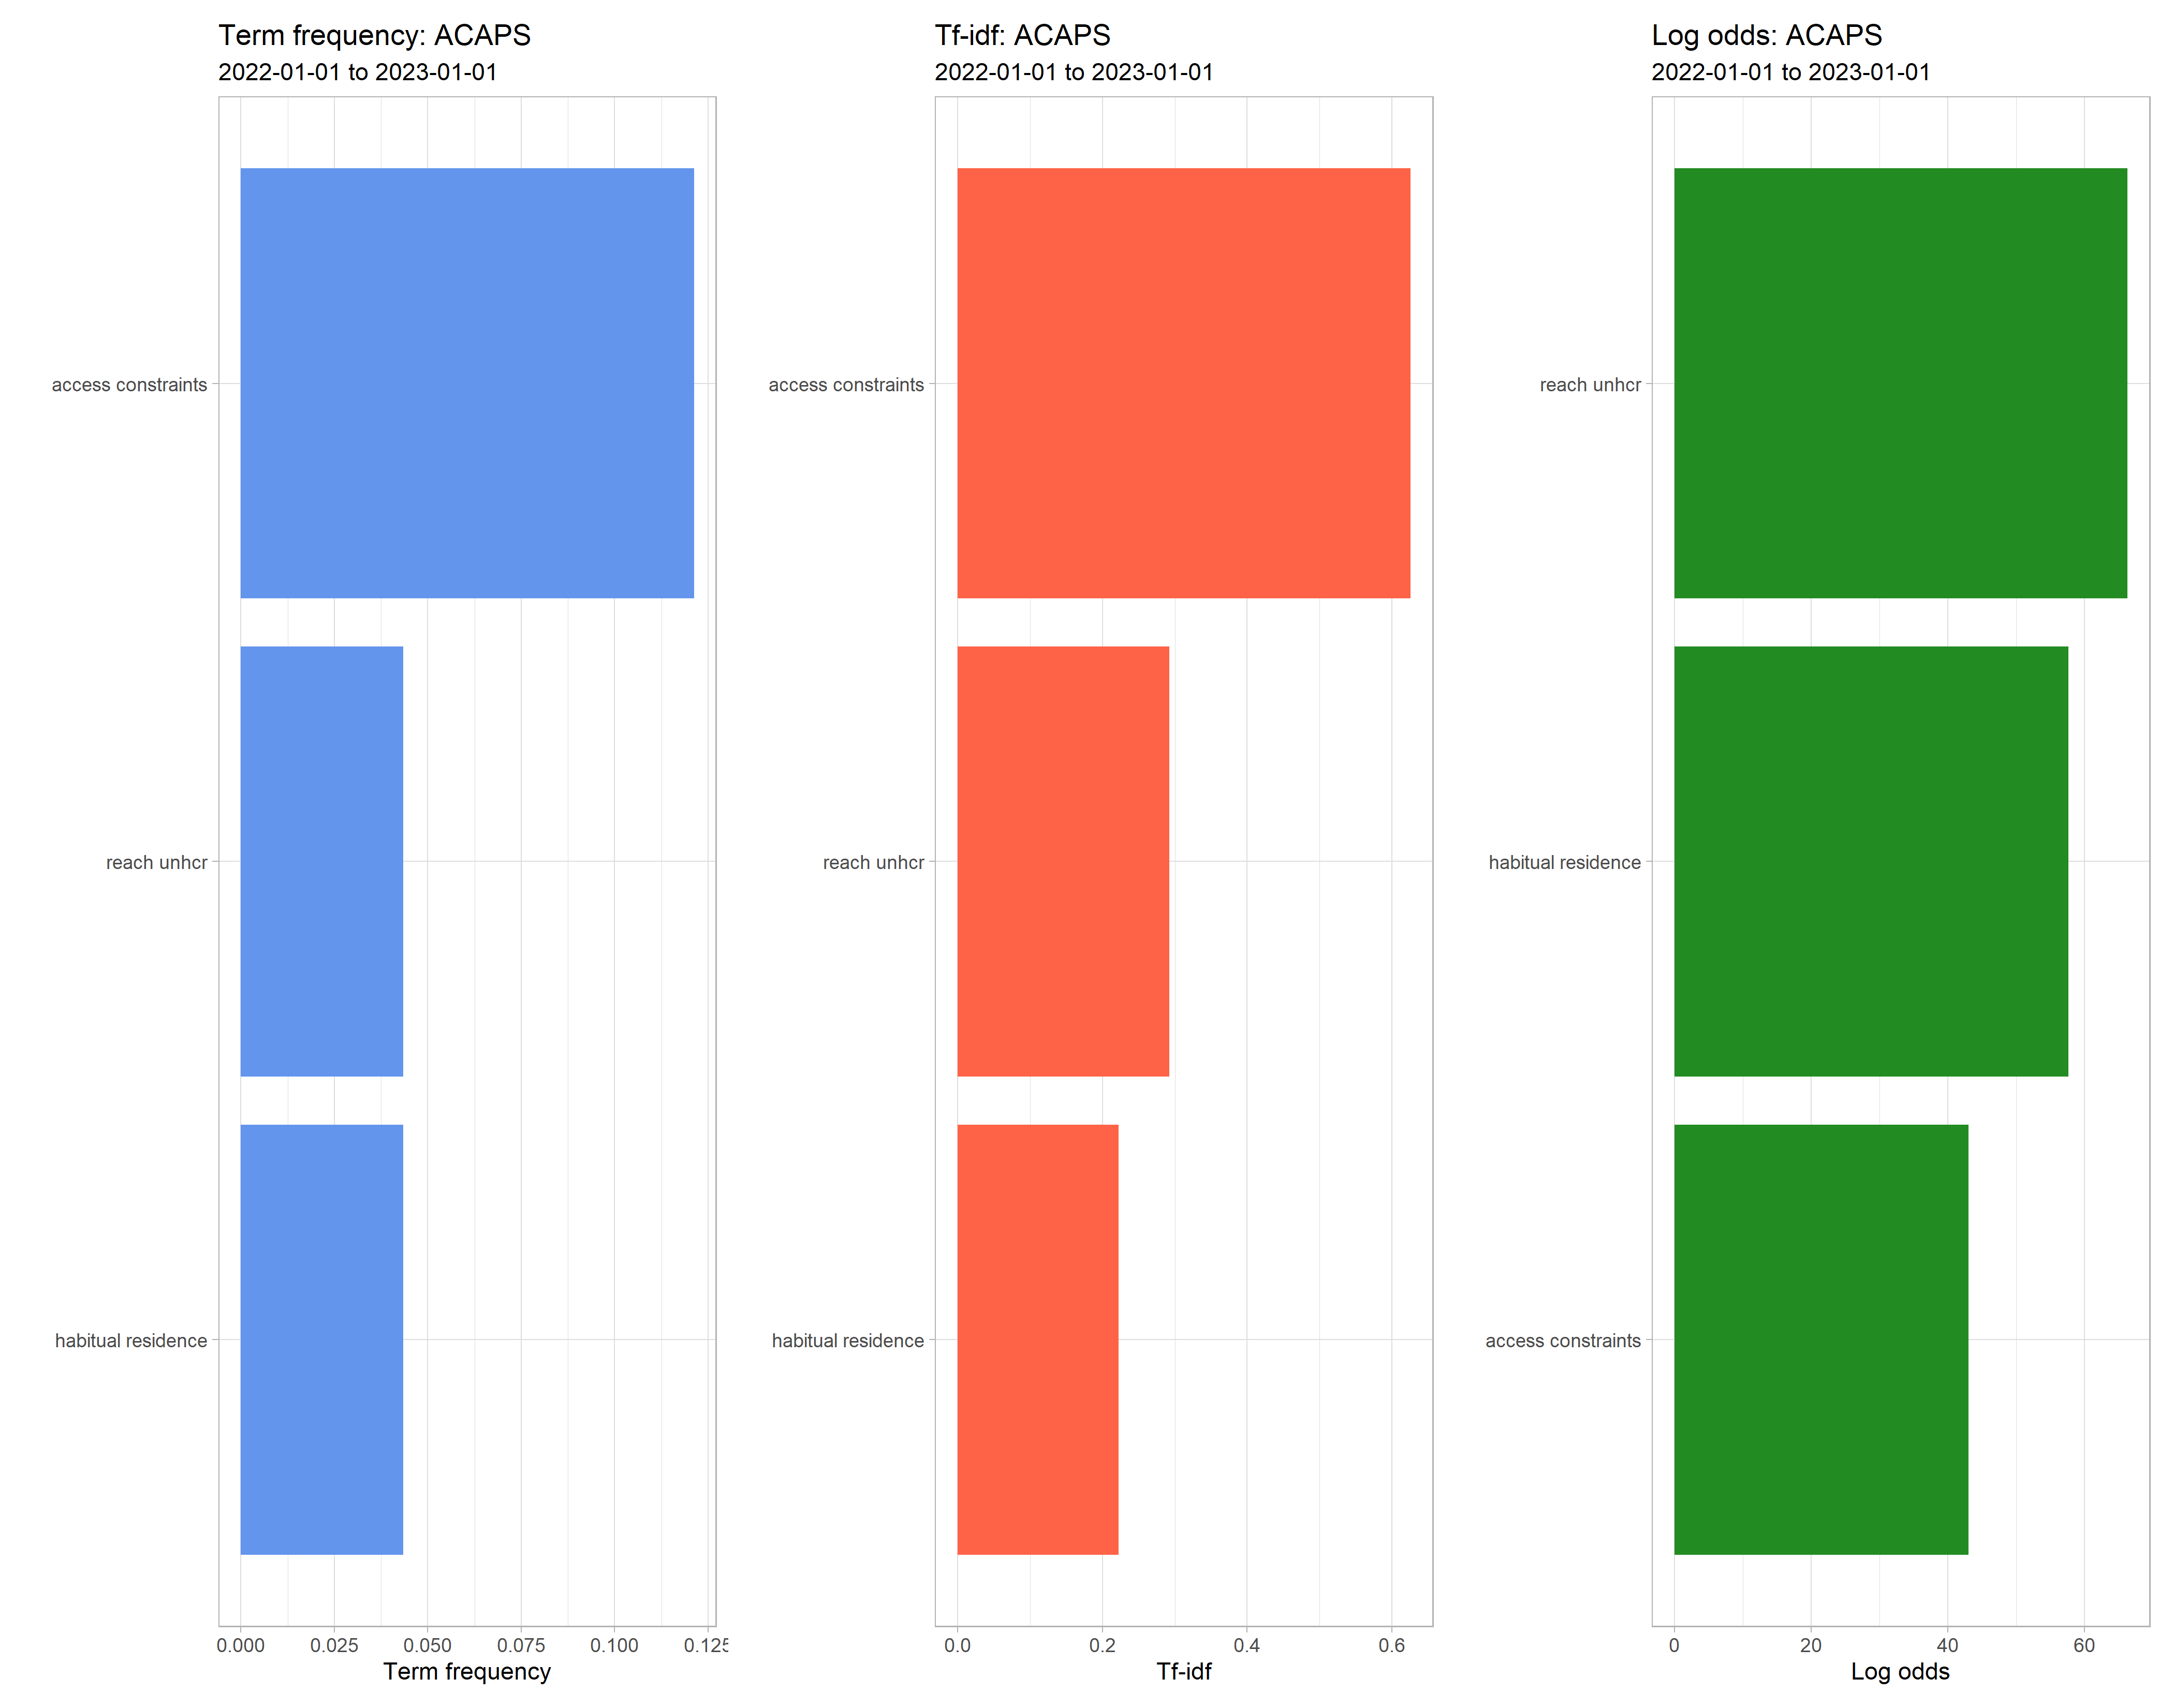 Term frequency: ACAPS
2022-01-01 to 2023-01-01
access constraints
reach unhcr
habitual residence
0.000 0.025 0.050 0.075 0.100 0.125
Term frequency
Tf-idf: ACAPS
2022-01-01 to 2023-01-01
access constraints
reach unhcr
habitual residence
0.0 0.2 0.4 0.6
Tf-idf
Log odds: ACAPS
2022-01-01 to 2023-01-01
reach unhcr
habitual residence
access constraints
0 20 40 60
Log odds